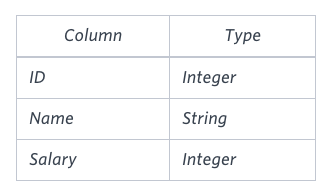 Column Type
ID Integer
Name String
Salary Integer